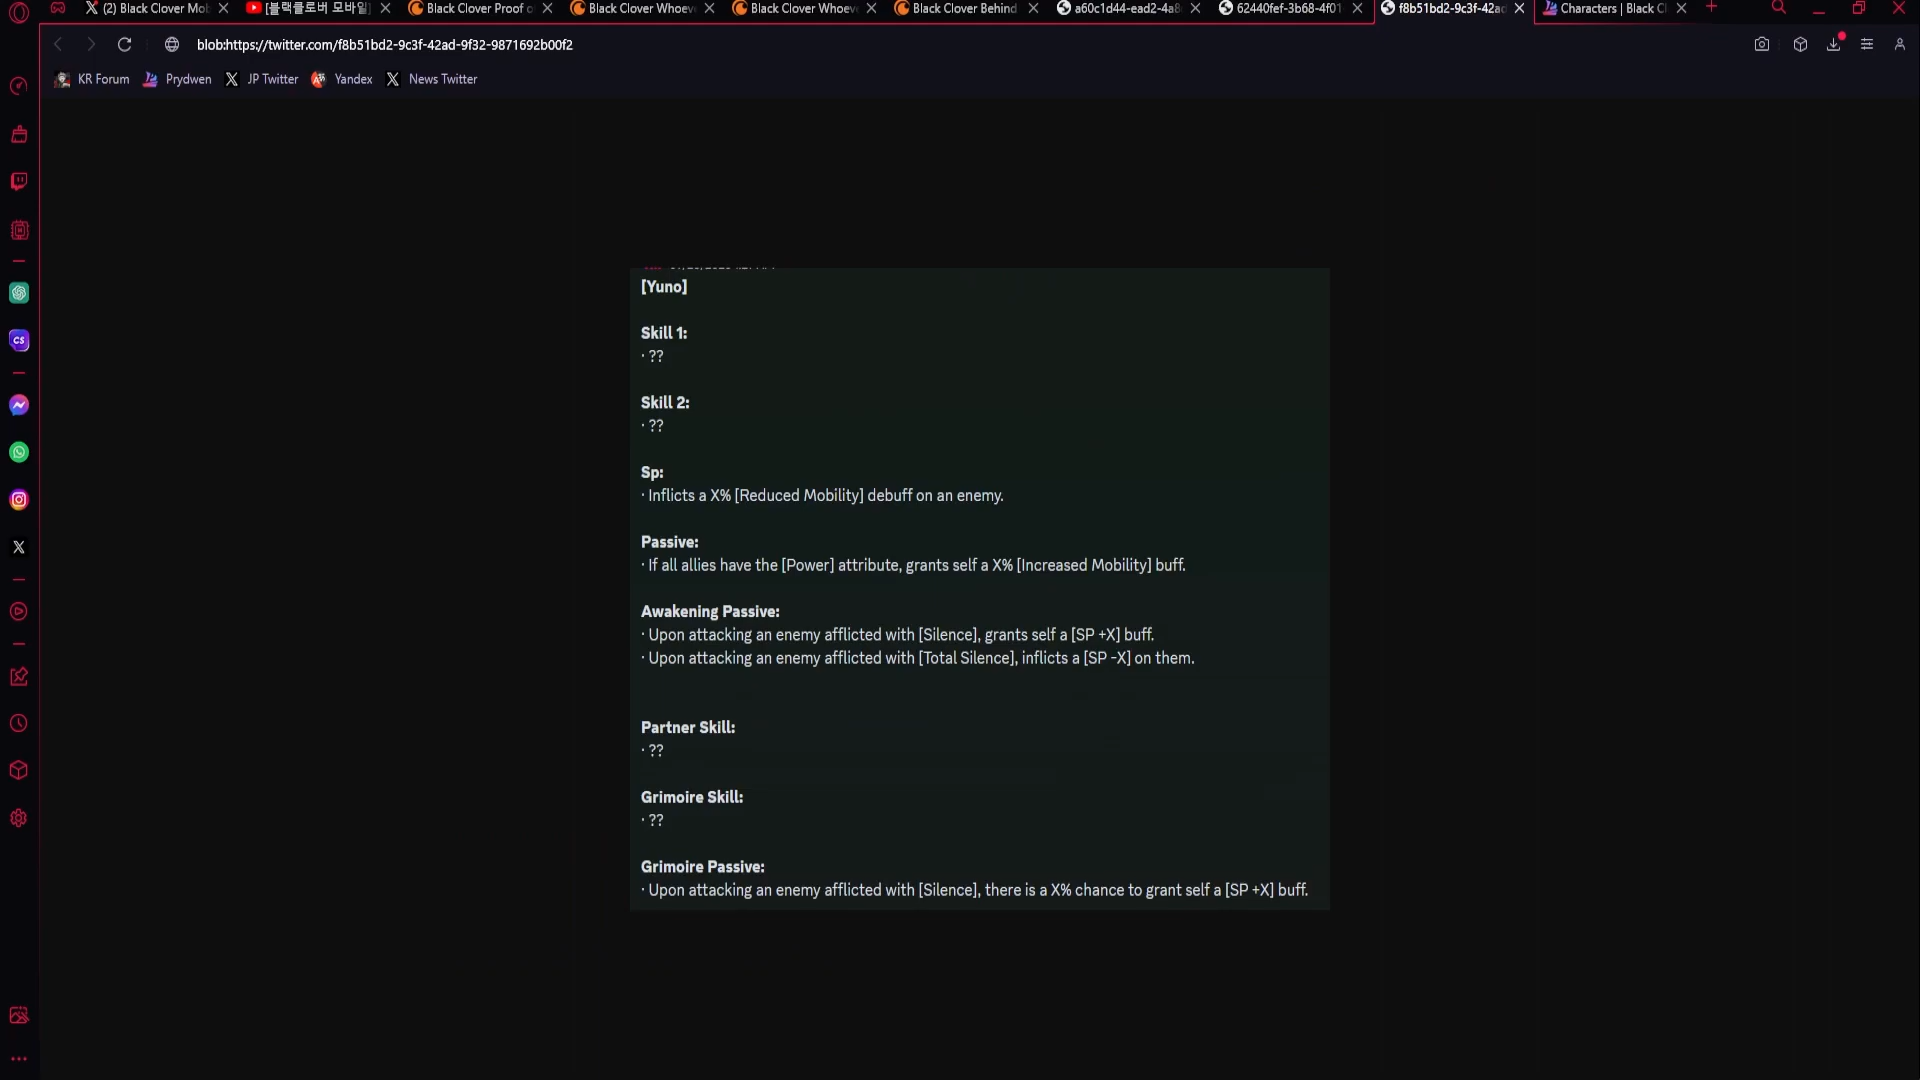 (2) Black Clover Mob
[블랙클로버 모바일]
Black Clover Proof o
Black Clover Whoev
Black Clover Whoev
Black Clover Behind
a60c1d44-ead2-4a8
62440fef-3b68-4f01
f8b51bd2-9c3f-42ad
Characters | Black Cl
blob:https://twitter.com/f8b51bd2-9c3f-42ad-9f32-9871692b00f2
KR Forum
Prydwen
JP Twitter
Yandex
News Twitter
CS
[Yuno]
Skill 1:
· ??
Skill 2:
· ??
Sp:
· Inflicts a X% [Reduced Mobility] debuff on an enemy.
Passive:
· If all allies have the [Power] attribute, grants self a X% [Increased Mobility] buff.
Awakening Passive:
· Upon attacking an enemy afflicted with [Silence], grants self a [SP +X] buff.
· Upon attacking an enemy afflicted with [Total Silence], inflicts a [SP -X] on them.
Partner Skill:
· ??
Grimoire Skill:
· ??
Grimoire Passive:
· Upon attacking an enemy afflicted with [Silence], there is a X% chance to grant self a [SP +X] buff.